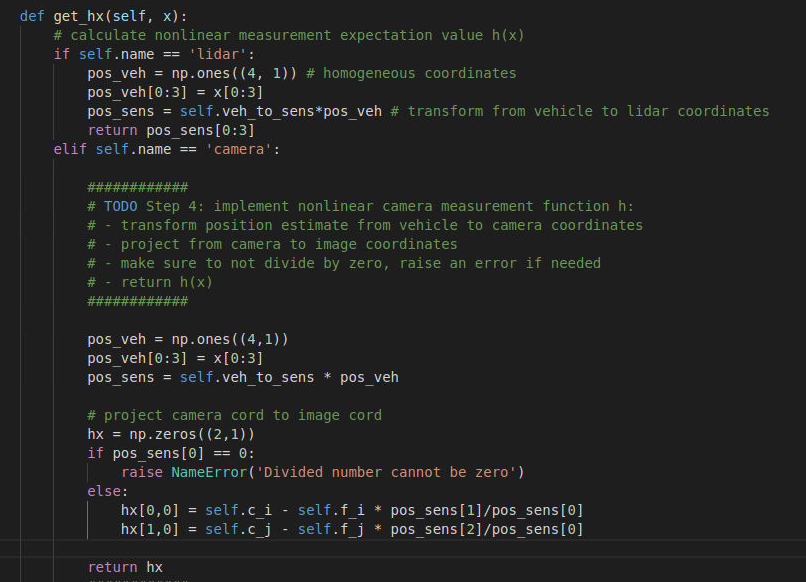 def get_hx(self, x):
# calculate nonlinear measurement expectation value h(x)
if self.name == 'lidar':
pos_veh = np.ones((4, 1)) # homogeneous coordinates
pos_veh[0:3] = x[0:3]
pos_sens = self.veh_to_sens*pos_veh # transform from vehicle to lidar coordinates
return pos_sens[0:3]
elif self.name == 'camera':
############
# TODO Step 4: implement nonlinear camera measurement function h:
# - transform position estimate from vehicle to camera coordinates
# - project from camera to image coordinates
# - make sure to not divide by zero, raise an error if needed
# - return h(x)
############
pos_veh = np.ones((4,1))
pos_veh[0:3] = x[0:3]
pos_sens = self.veh_to_sens * pos_veh
# project camera cord to image cord
hx = np.zeros((2,1))
if pos_sens[0] == 0:
raise NameError('Divided number cannot be zero')
else:
hx[0,0] = self.c_i - self.f_i * pos_sens[1]/pos_sens[0]
hx[1,0] = self.c_j - self.f_j * pos_sens[2]/pos_sens[0]
return hx